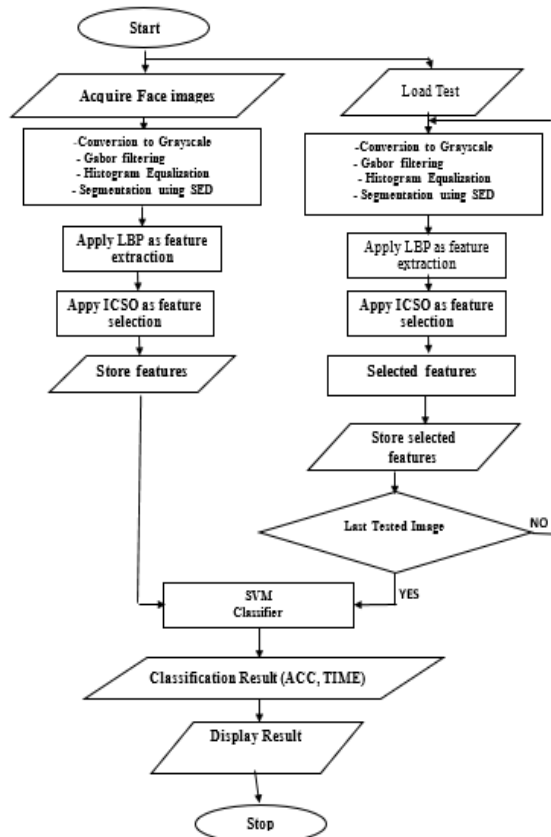 Start
Acquire Face images
-Conversion to Grayscale
- Gabor filtering
- Histogram Equalization
- Segmentation using SED
Apply LBP as feature
extraction
Appy ICSO as feature
selection
Store features
Load Test
-Conversion to Grayscale
- Gabor filtering
- Histogram Equalization
- Segmentation using SED
Apply LBP as feature
extraction
Appy ICSO as feature
selection
Selected features
Store selected
features
Last Tested Image
NO
YES
SVM
Classifier
Classification Result (ACC, TIME)
Display Result
Stop